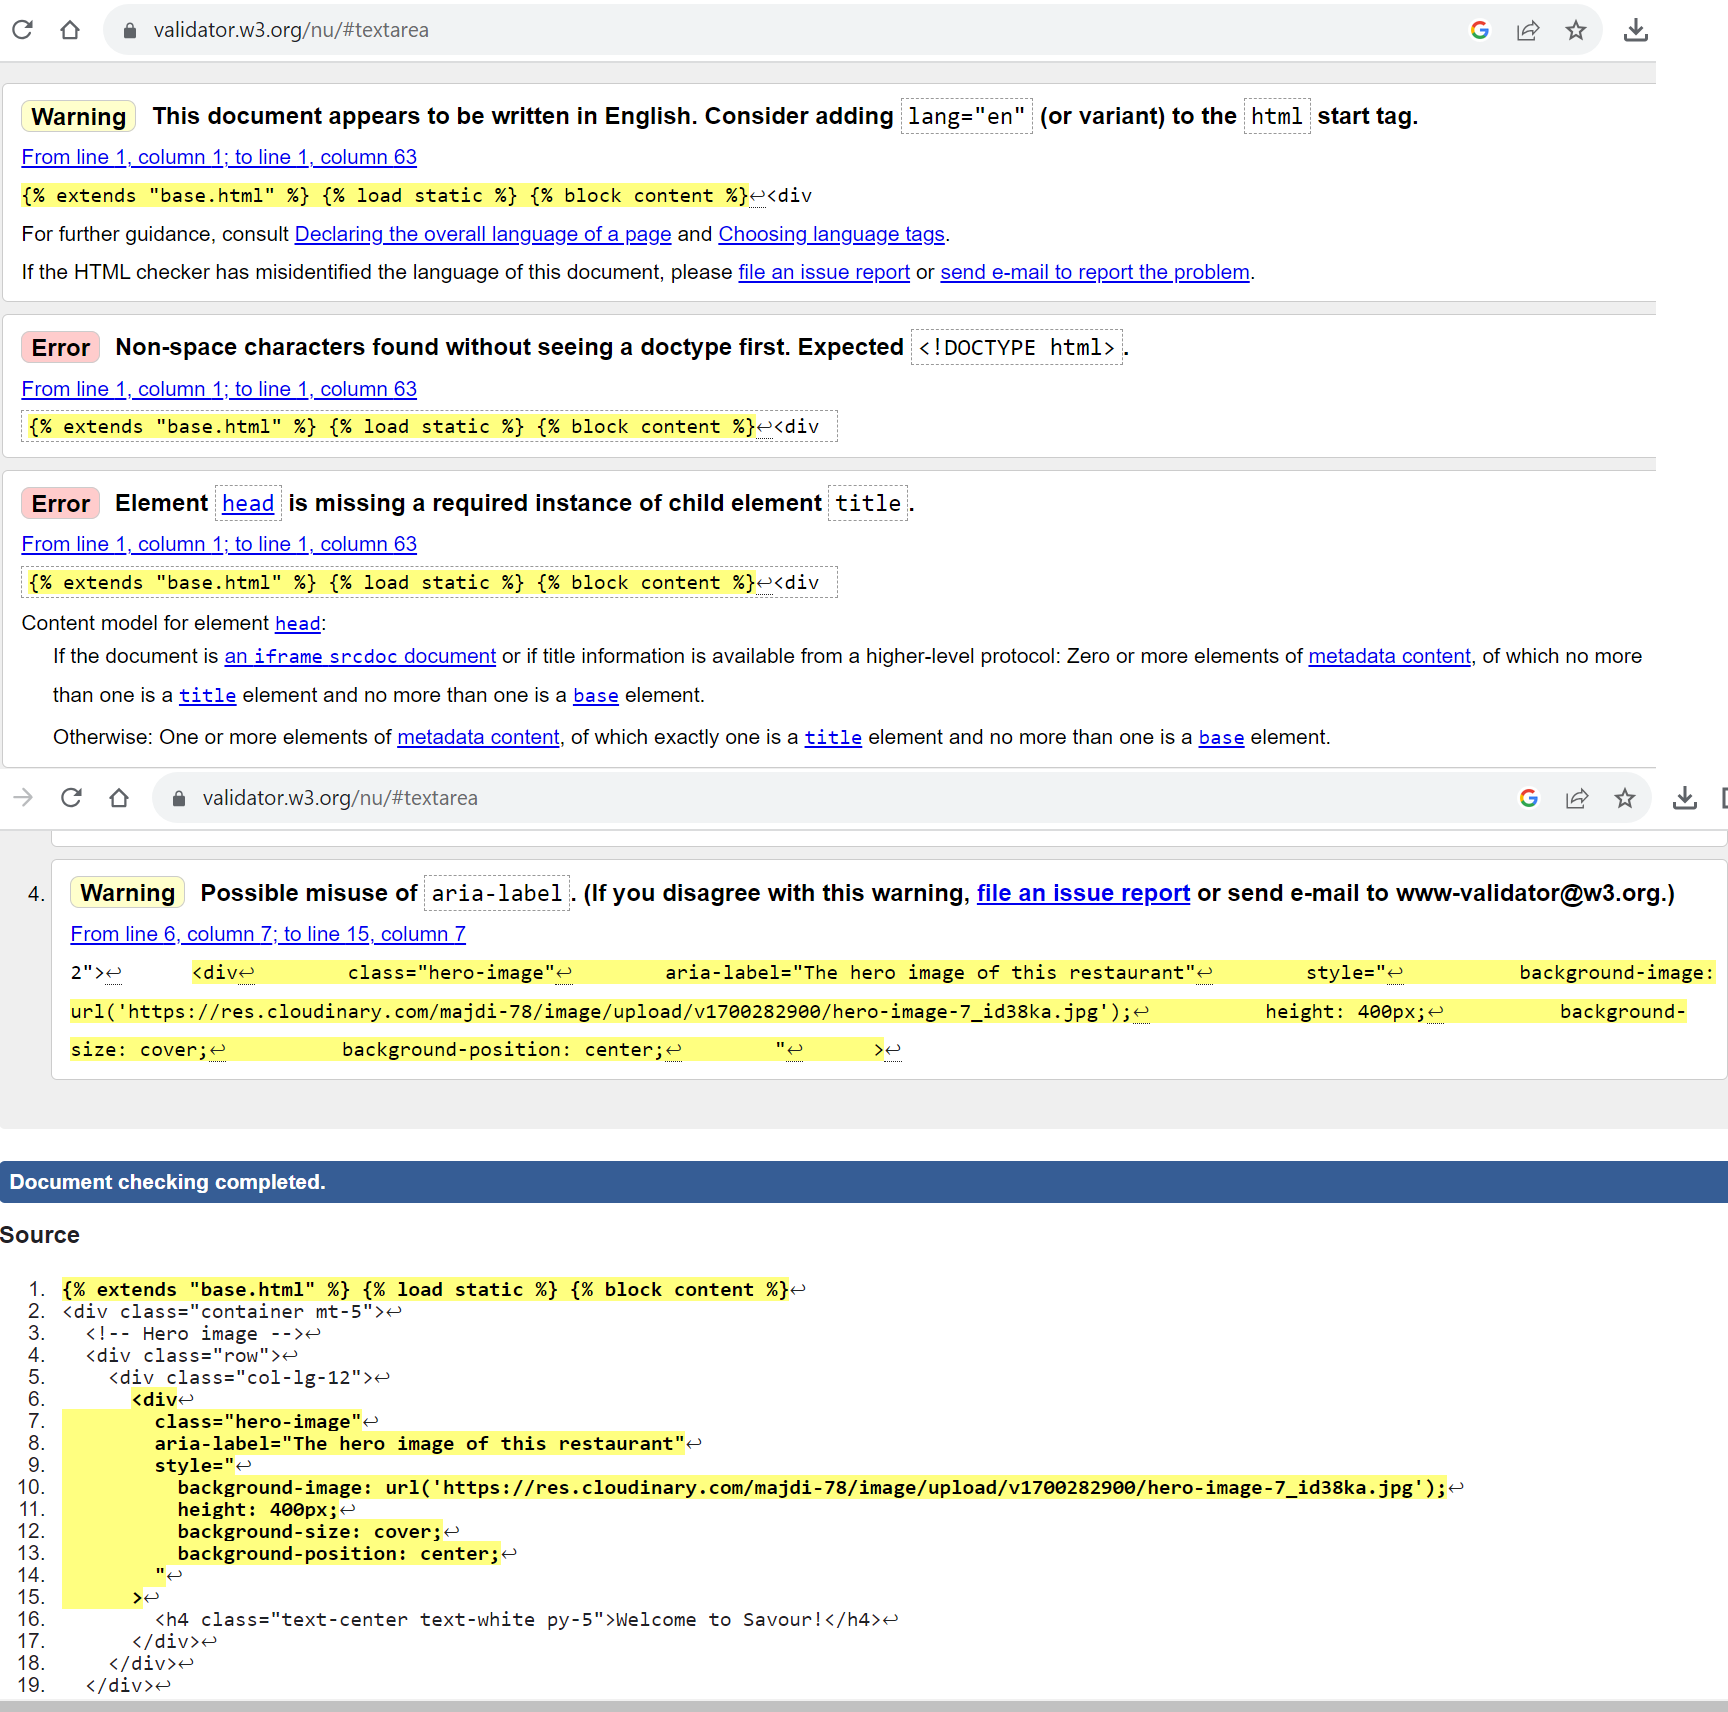 validator.w3.org/nu/#textarea
Warning This document appears to be written in English. Consider adding lang="en" (or variant) to the html start tag.
From line 1, column 1; to line 1, column 63
{% extends "base.html" %} {% load static %} {% block content %}↩<div
For further guidance, consult Declaring the overall language of a page and Choosing language tags.
If the HTML checker has misidentified the language of this document, please file an issue report or send e-mail to report the problem.
Error Non-space characters found without seeing a doctype first. Expected <!DOCTYPE html>.
From line 1, column 1; to line 1, column 63
{% extends "base.html" %} {% load static %} {% block content %}↩<div
Error Element head is missing a required instance of child element title.
From line 1, column 1; to line 1, column 63
{% extends "base.html" %} {% load static %} {% block content %}↩<div
Content model for element head:
If the document is an iframe srcdoc document or if title information is available from a higher-level protocol: Zero or more elements of metadata content, of which no more
than one is a title element and no more than one is a base element.
Otherwise: One or more elements of metadata content, of which exactly one is a title element and no more than one is a base element.
validator.w3.org/nu/#textarea
4. Warning Possible misuse of aria-label. (If you disagree with this warning, file an issue report or send e-mail to www-validator@w3.org.)
From line 6, column 7; to line 15, column 7
2">↩ <div↩ class="hero-image"↩ aria-label="The hero image of this restaurant"↩ style="↩ background-image:
url('https://res.cloudinary.com/majdi-78/image/upload/v1700282900/hero-image-7_id38ka.jpg');↩ height: 400px;↩ background-
size: cover;↩ background-position: center;↩ "↩ >↩
Document checking completed.
Source
1. {% extends "base.html" %} {% load static %} {% block content %}↩
2. <div class="container mt-5">↩
3. <!-- Hero image -->↩
4. <div class="row">↩
5. <div class="col-lg-12">↩
6. <div↩
7. class="hero-image"↩
8. aria-label="The hero image of this restaurant"↩
9. style="↩
10. background-image: url('https://res.cloudinary.com/majdi-78/image/upload/v1700282900/hero-image-7_id38ka.jpg');↩
11. height: 400px;↩
12. background-size: cover;↩
13. background-position: center;↩
14. "↩
15. >↩
16. <h4 class="text-center text-white py-5">Welcome to Savour!</h4>↩
17. </div>↩
18. </div>↩
19. </div>↩